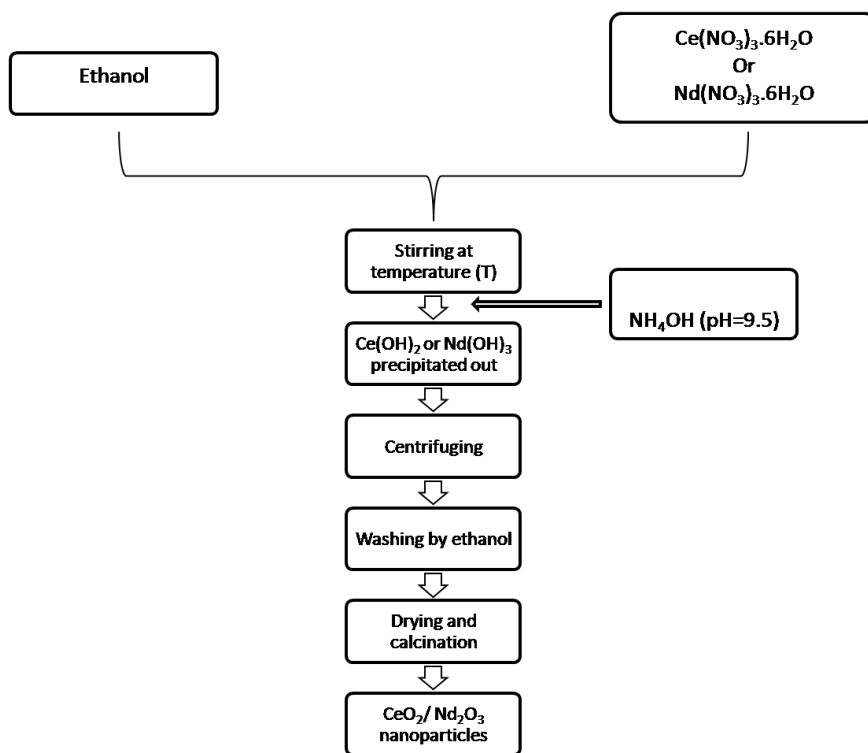 Ethanol
Ce(NO₃)₃.6H₂O
Or
Nd(NO₃)₃.6H₂O
Stirring at
temperature (T)
NH₄OH (pH=9.5)
Ce(OH)₂ or Nd(OH)₃
precipitated out
Centrifuging
Washing by ethanol
Drying and
calcination
CeO₂/ Nd₂O₃
nanoparticles